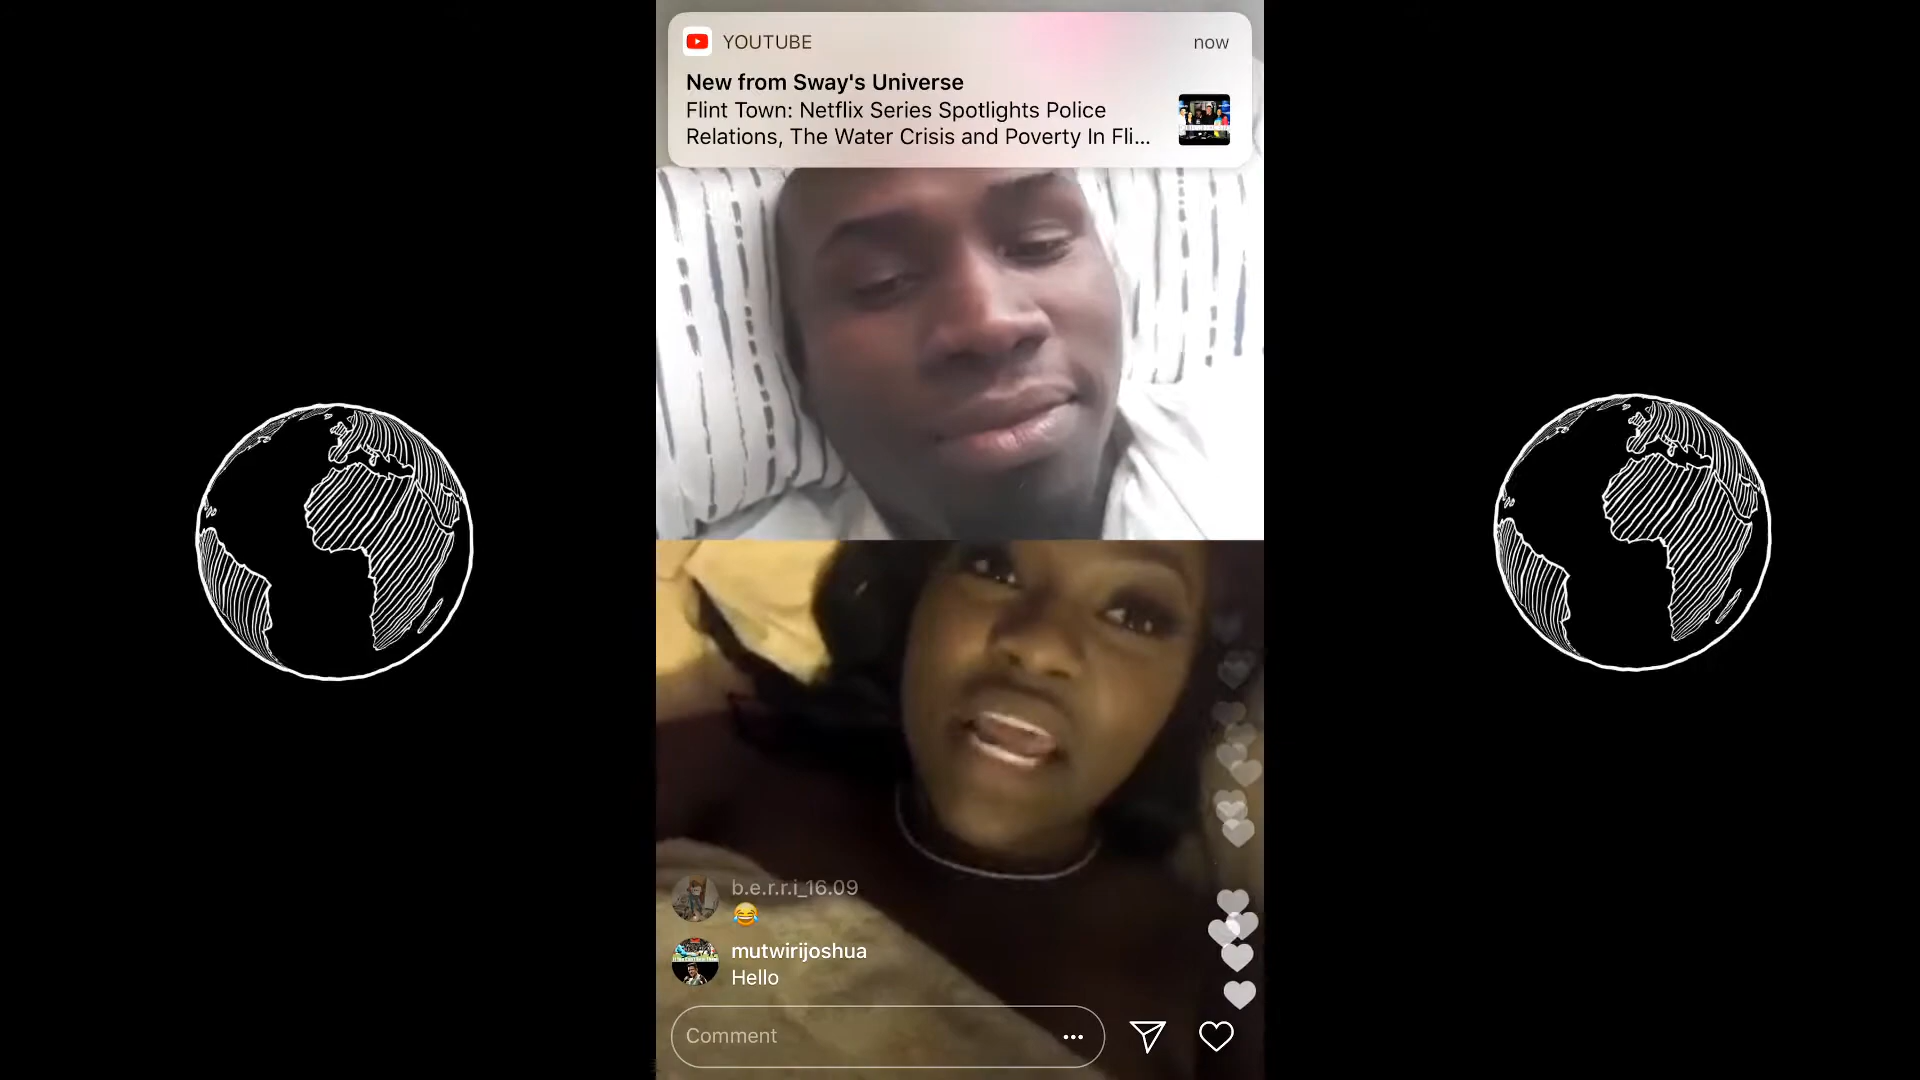 YOUTUBE
now
New from Sway's Universe
Flint Town: Netflix Series Spotlights Police
Relations, The Water Crisis and Poverty In Fli...
b.e.r.r.i_16.09
😂
mutwirijoshua
Hello
Comment